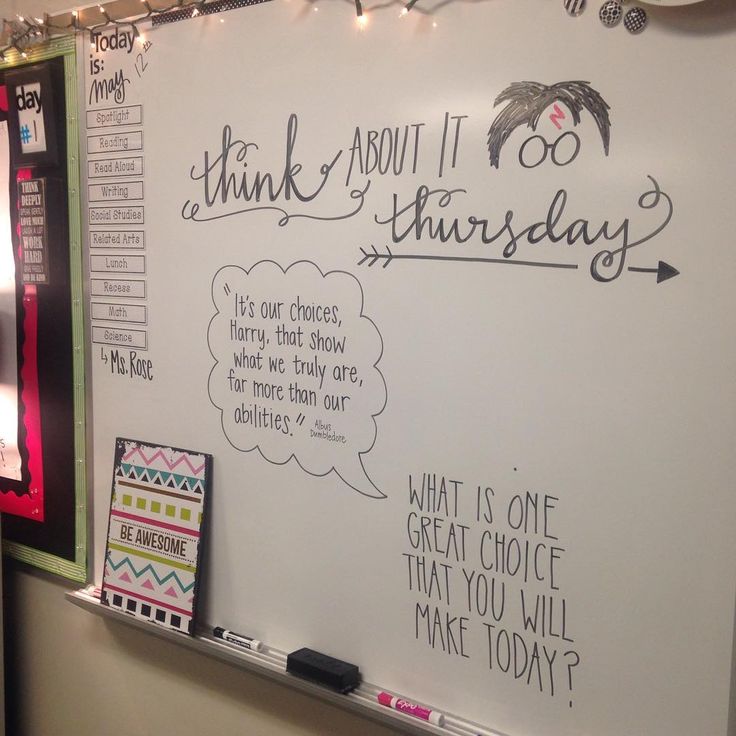 Today
is:
May 12th
Spotlight
Reading
Read Aloud
Writing
Social Studies
Related Arts
Lunch
Recess
Math
Science
↳ Ms. Rose
day
#1
THINK
DEEPLY
SPEAK GENTLY
LOVE MUCH
LAUGH A LOT
WORK
HARD
GIVE FREELY
AND BE KIND
think ABOUT IT
thursday
"It's our choices,
Harry, that show
what we truly are,
far more than our
abilities." Albus
Dumbledore
BE AWESOME
WHAT IS ONE
GREAT CHOICE
THAT YOU WILL
MAKE TODAY?
EXPO